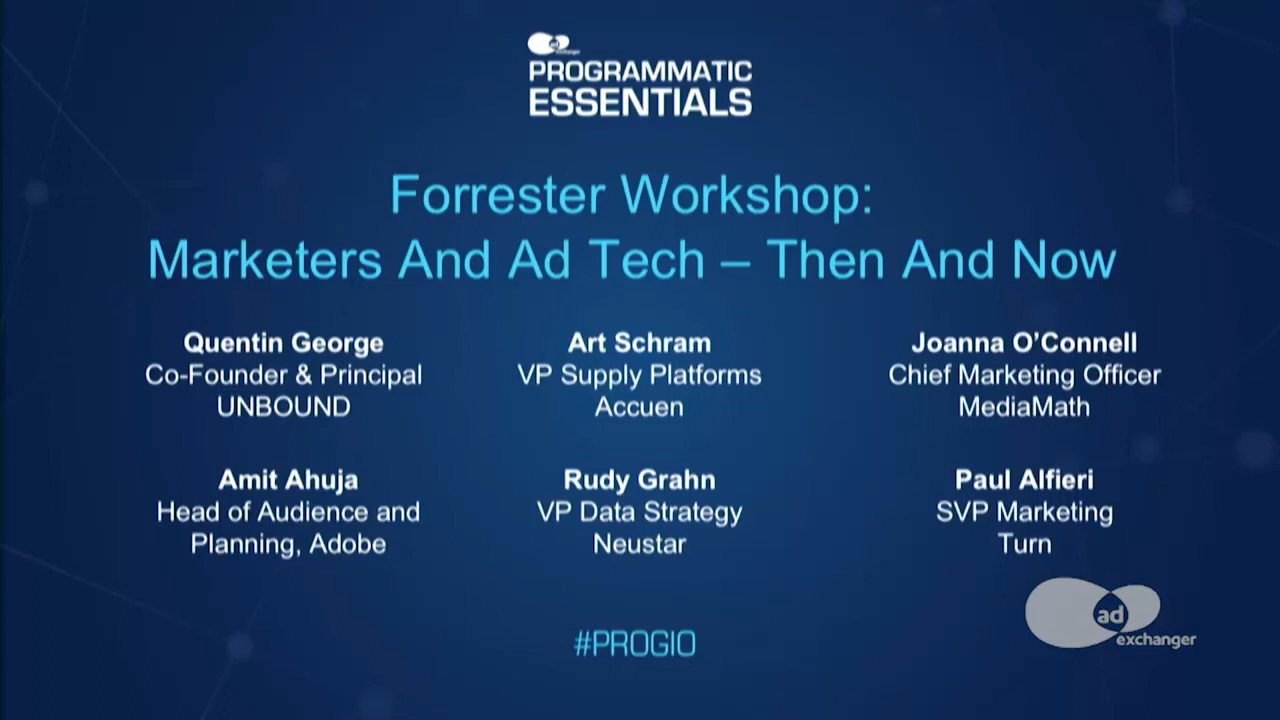 ad
exchanger
PROGRAMMATIC
ESSENTIALS
Forrester Workshop:
Marketers And Ad Tech – Then And Now
Quentin George
Co-Founder & Principal
UNBOUND
Art Schram
VP Supply Platforms
Accuen
Joanna O'Connell
Chief Marketing Officer
MediaMath
Amit Ahuja
Head of Audience and
Planning, Adobe
Rudy Grahn
VP Data Strategy
Neustar
Paul Alfieri
SVP Marketing
Turn
ad
exchanger
#PROGIO